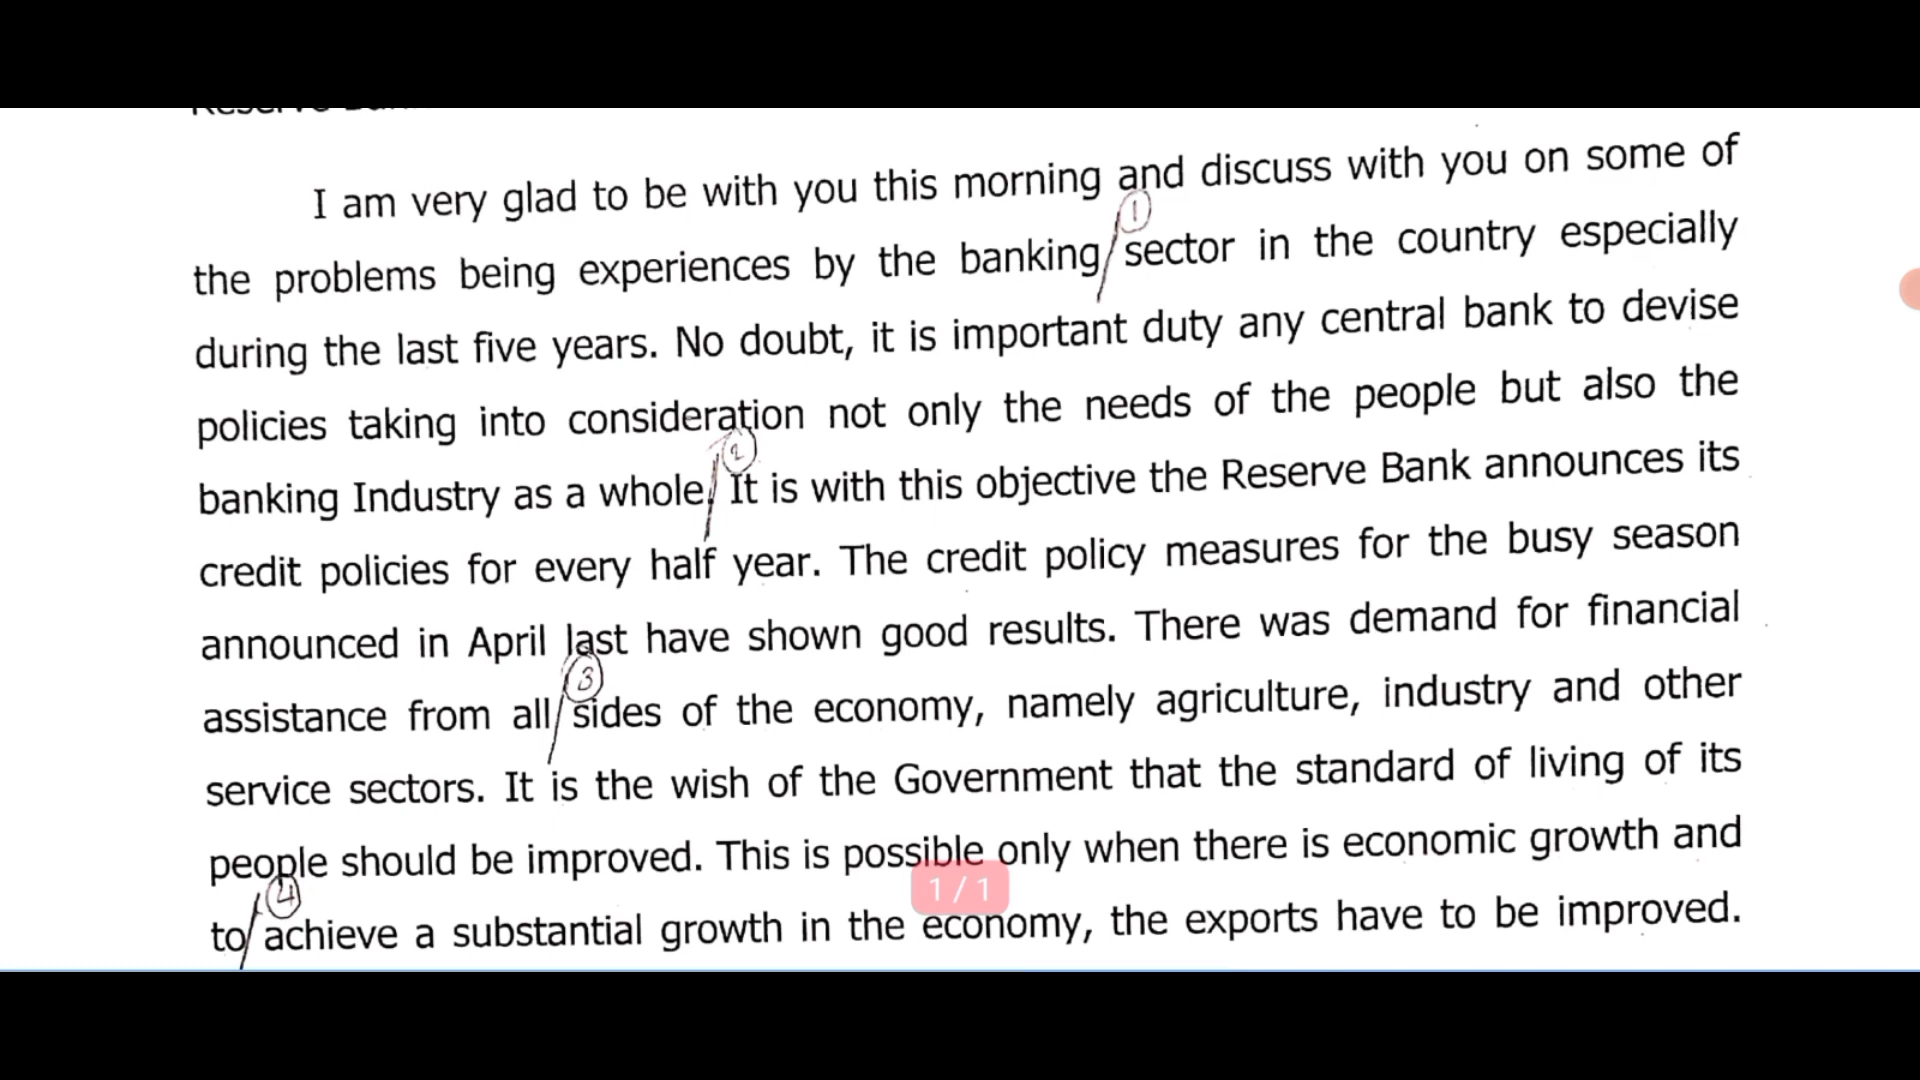 I am very glad to be with you this morning and discuss with you on some of
the problems being experiences by the banking/ ① sector in the country especially
during the last five years. No doubt, it is important duty any central bank to devise
policies taking into consideration not only the needs of the people but also the
banking Industry as a whole./ ② It is with this objective the Reserve Bank announces its
credit policies for every half year. The credit policy measures for the busy season
announced in April last have shown good results. There was demand for financial
assistance from all/ ③ sides of the economy, namely agriculture, industry and other
service sectors. It is the wish of the Government that the standard of living of its
people should be improved. This is possible only when there is economic growth and
to/ ④ achieve a substantial growth in the economy, the exports have to be improved.
1 / 1